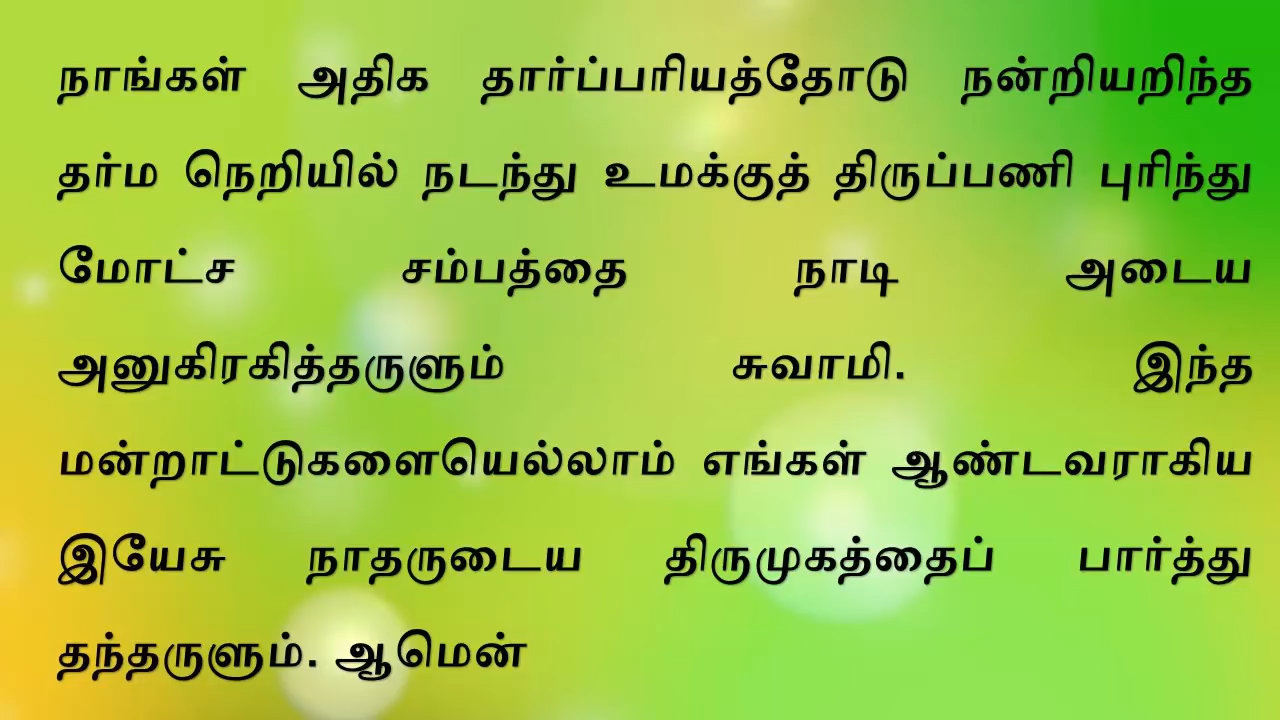 நாங்கள் அதிக தார்ப்பரியத்தோடு நன்றியறிந்த
தர்ம நெறியில் நடந்து உமக்குத் திருப்பணி புரிந்து
மோட்ச சம்பத்தை நாடி அடைய
அனுகிரகித்தருளும் சுவாமி. இந்த
மன்றாட்டுகளையெல்லாம் எங்கள் ஆண்டவராகிய
இயேசு நாதருடைய திருமுகத்தைப் பார்த்து
தந்தருளும். ஆமென்